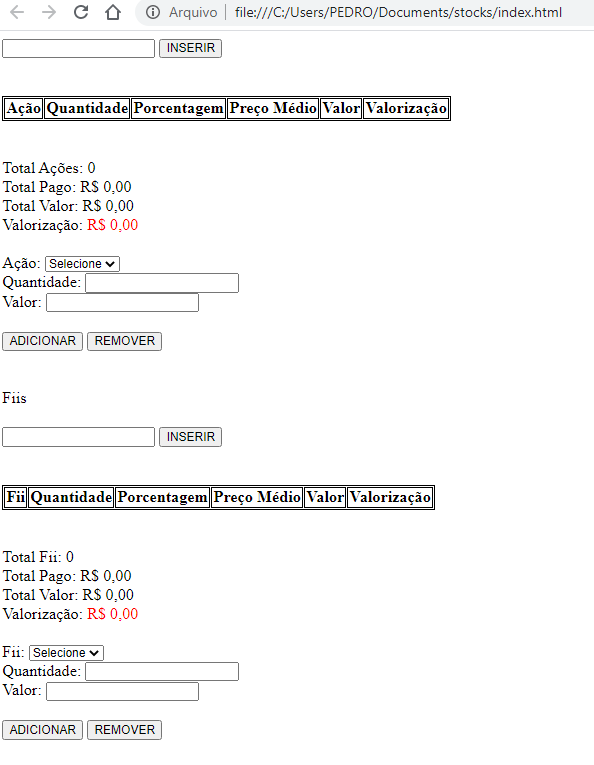 Arquivo | file:///C:/Users/PEDRO/Documents/stocks/index.html
INSERIR
Ação Quantidade Porcentagem Preço Médio Valor Valorização
Total Ações: 0
Total Pago: R$ 0,00
Total Valor: R$ 0,00
Valorização: R$ 0,00
Ação: Selecione
Quantidade:
Valor:
ADICIONAR REMOVER
Fiis
INSERIR
Fii Quantidade Porcentagem Preço Médio Valor Valorização
Total Fii: 0
Total Pago: R$ 0,00
Total Valor: R$ 0,00
Valorização: R$ 0,00
Fii: Selecione
Quantidade:
Valor:
ADICIONAR REMOVER